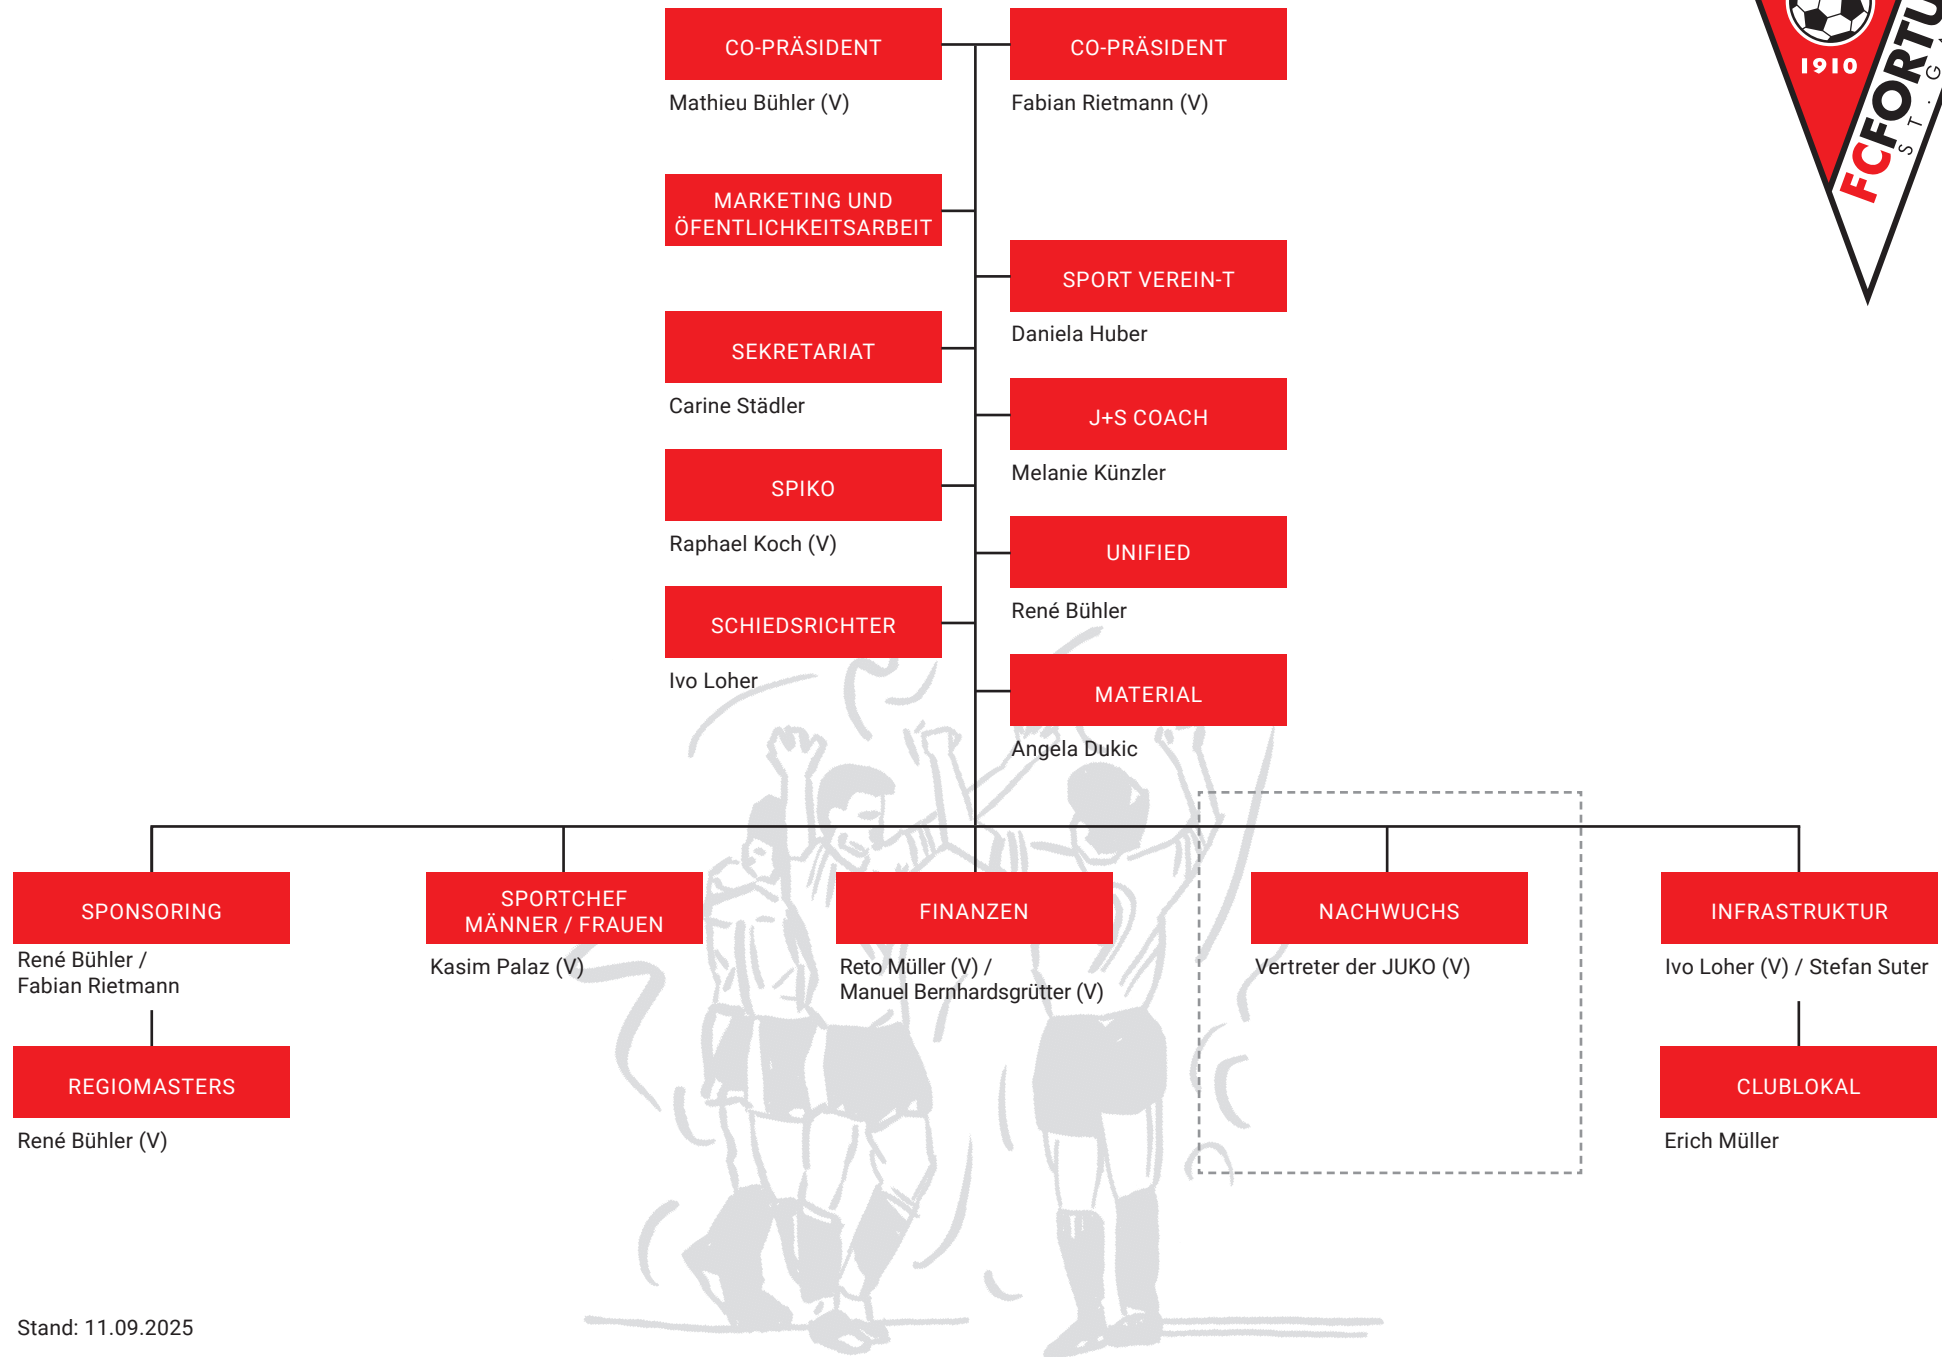 CO-PRÄSIDENT
Mathieu Bühler (V)
CO-PRÄSIDENT
Fabian Rietmann (V)
1910
MARKETING UND
ÖFENTLICHKEITSARBEIT
SPORT VEREIN-T
Daniela Huber
SEKRETARIAT
Carine Städler
J+S COACH
Melanie Künzler
SPIKO
Raphael Koch (V)
UNIFIED
René Bühler
SCHIEDSRICHTER
Ivo Loher
MATERIAL
Angela Dukic
SPONSORING
René Bühler /
Fabian Rietmann
SPORTCHEF
MÄNNER / FRAUEN
Kasim Palaz (V)
FINANZEN
Reto Müller (V) /
Manuel Bernhardsgrütter (V)
NACHWUCHS
Vertreter der JUKO (V)
INFRASTRUKTUR
Ivo Loher (V) / Stefan Suter
REGIOMASTERS
René Bühler (V)
CLUBLOKAL
Erich Müller
Stand: 11.09.2025